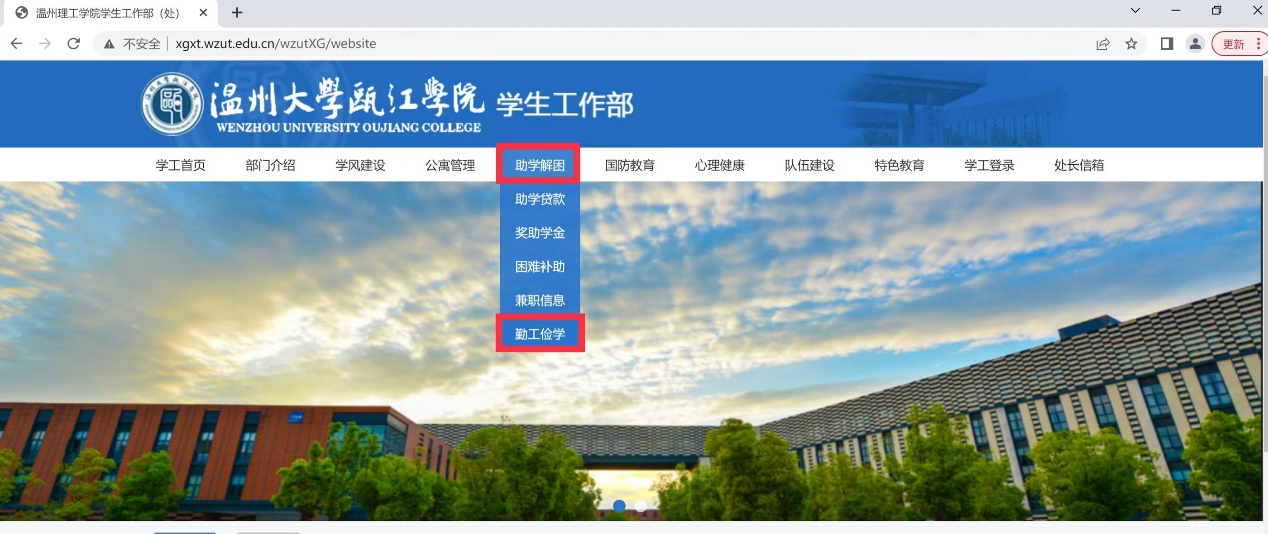 温州理工学院学生工作部（处）
不安全 xgxt.wzut.edu.cn/wzutXG/website
更新
温州大學瓯江學院 学生工作部
WENZHOU UNIVERSITY OUJIANG COLLEGE
学工首页 部门介绍 学风建设 公寓管理 助学解困 国防教育 心理健康 队伍建设 特色教育 学工登录 处长信箱
助学贷款
奖助学金
困难补助
兼职信息
勤工俭学